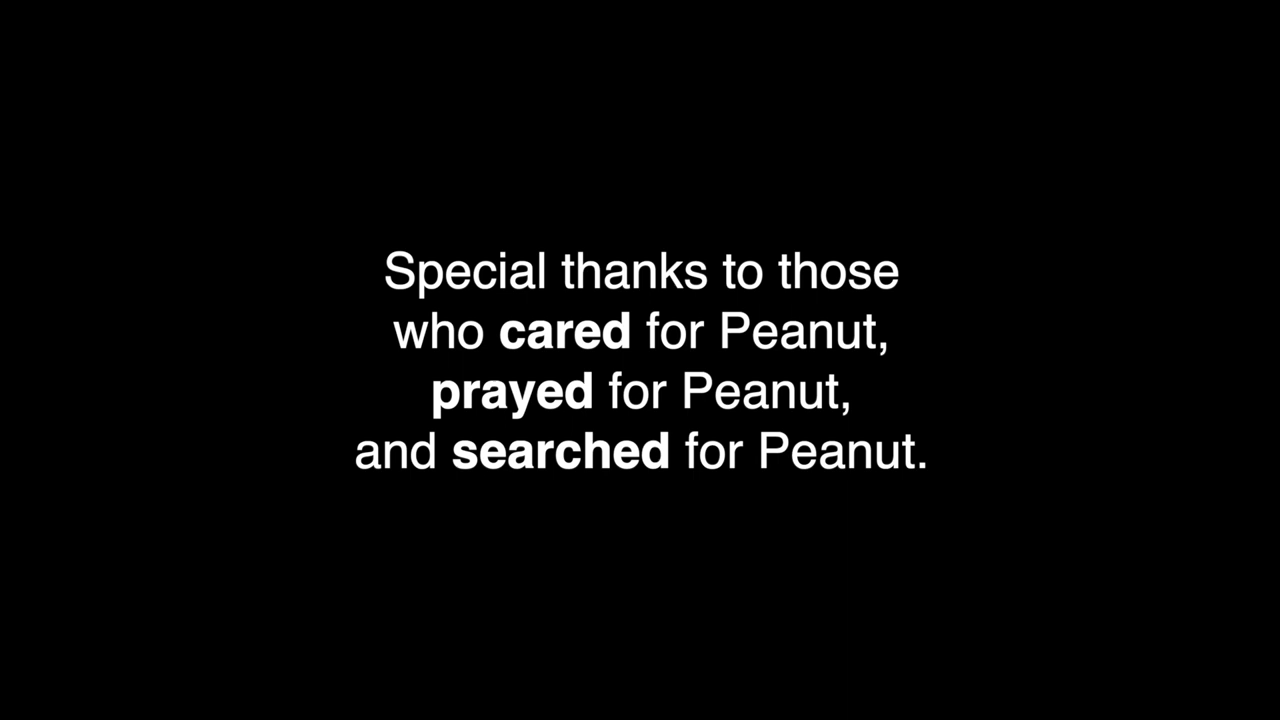 Special thanks to those
who cared for Peanut,
prayed for Peanut,
and searched for Peanut.